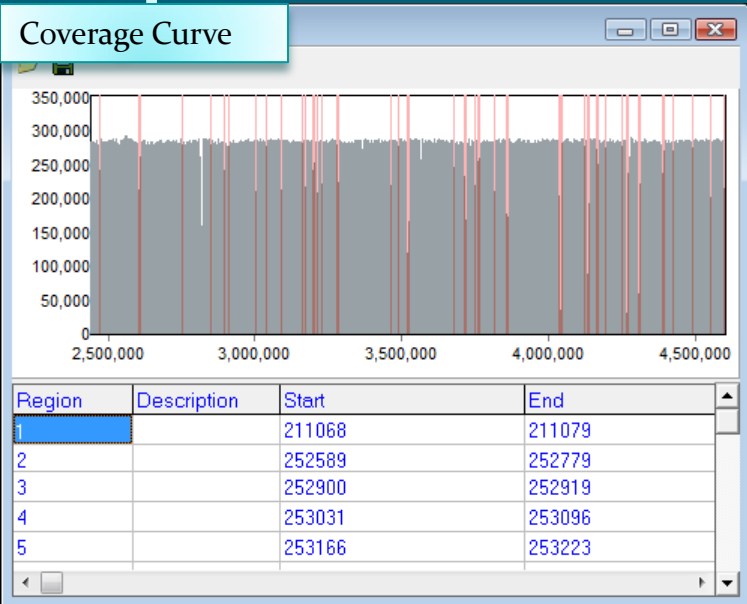 Coverage Curve
350,000
300,000
250,000
200,000
150,000
100,000
50,000
0
2,500,000 3,000,000 3,500,000 4,000,000 4,500,000
Region Description Start End
1 211068 211079
2 252589 252779
3 252900 252919
4 253031 253096
5 253166 253223